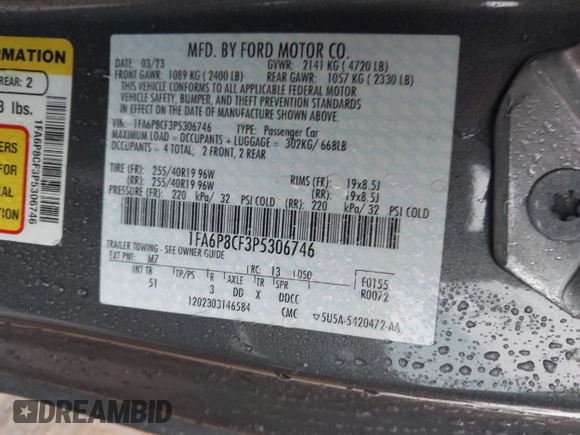 MFD. BY FORD MOTOR CO.
DATE: 03/23 GVWR: 2141 KG ( 4720 LB)
FRONT GAWR: 1089 KG ( 2400 LB) REAR GAWR: 1057 KG ( 2330 LB)
THIS VEHICLE CONFORMS TO ALL APPLICABLE FEDERAL MOTOR
VEHICLE SAFETY, BUMPER, AND THEFT PREVENTION STANDARDS
IN EFFECT ON THE DATE OF MANUFACTURE SHOWN ABOVE.
VIN: 1FA6P8CF3P5306746 TYPE: Passenger Car
MAXIMUM LOAD = OCCUPANTS + LUGGAGE = 302KG/ 668LB
OCCUPANTS = 4 TOTAL: 2 FRONT, 2 REAR
TIRE (FR): 255/40R19 96W RIMS (FR): 19x8.5J
(RR): 255/40R19 96W (RR): 19x8.5J
PRESSURE (FR): 220 kPa/ 32 PSI COLD (RR): 220 kPa/ 32 PSI COLD
1FA6P8CF3P5306746
TRAILER TOWING - SEE OWNER GUIDE
EXT PNT: M7 RC: 13 DSO: F0155
INT TR TP/PS R AXLE TR SPR R0072
51 3 DD X DDCC
1202303146584 CMC 5U5A-5420472-AA
ORMATION
REAR: 2
lbs.
1FA6P8CF3P5306746
DREAMBID